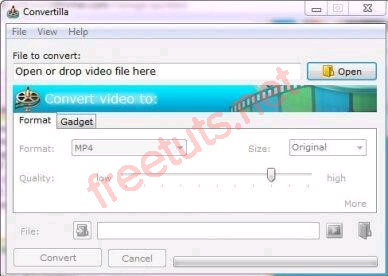 Convertilla
File View Help
File to convert:
Open or drop video file here Open
Convert video to:
Format Gadget
Format: MP4 Size: Original
Quality: low high
More
File:
Convert Cancel
freetuts.net